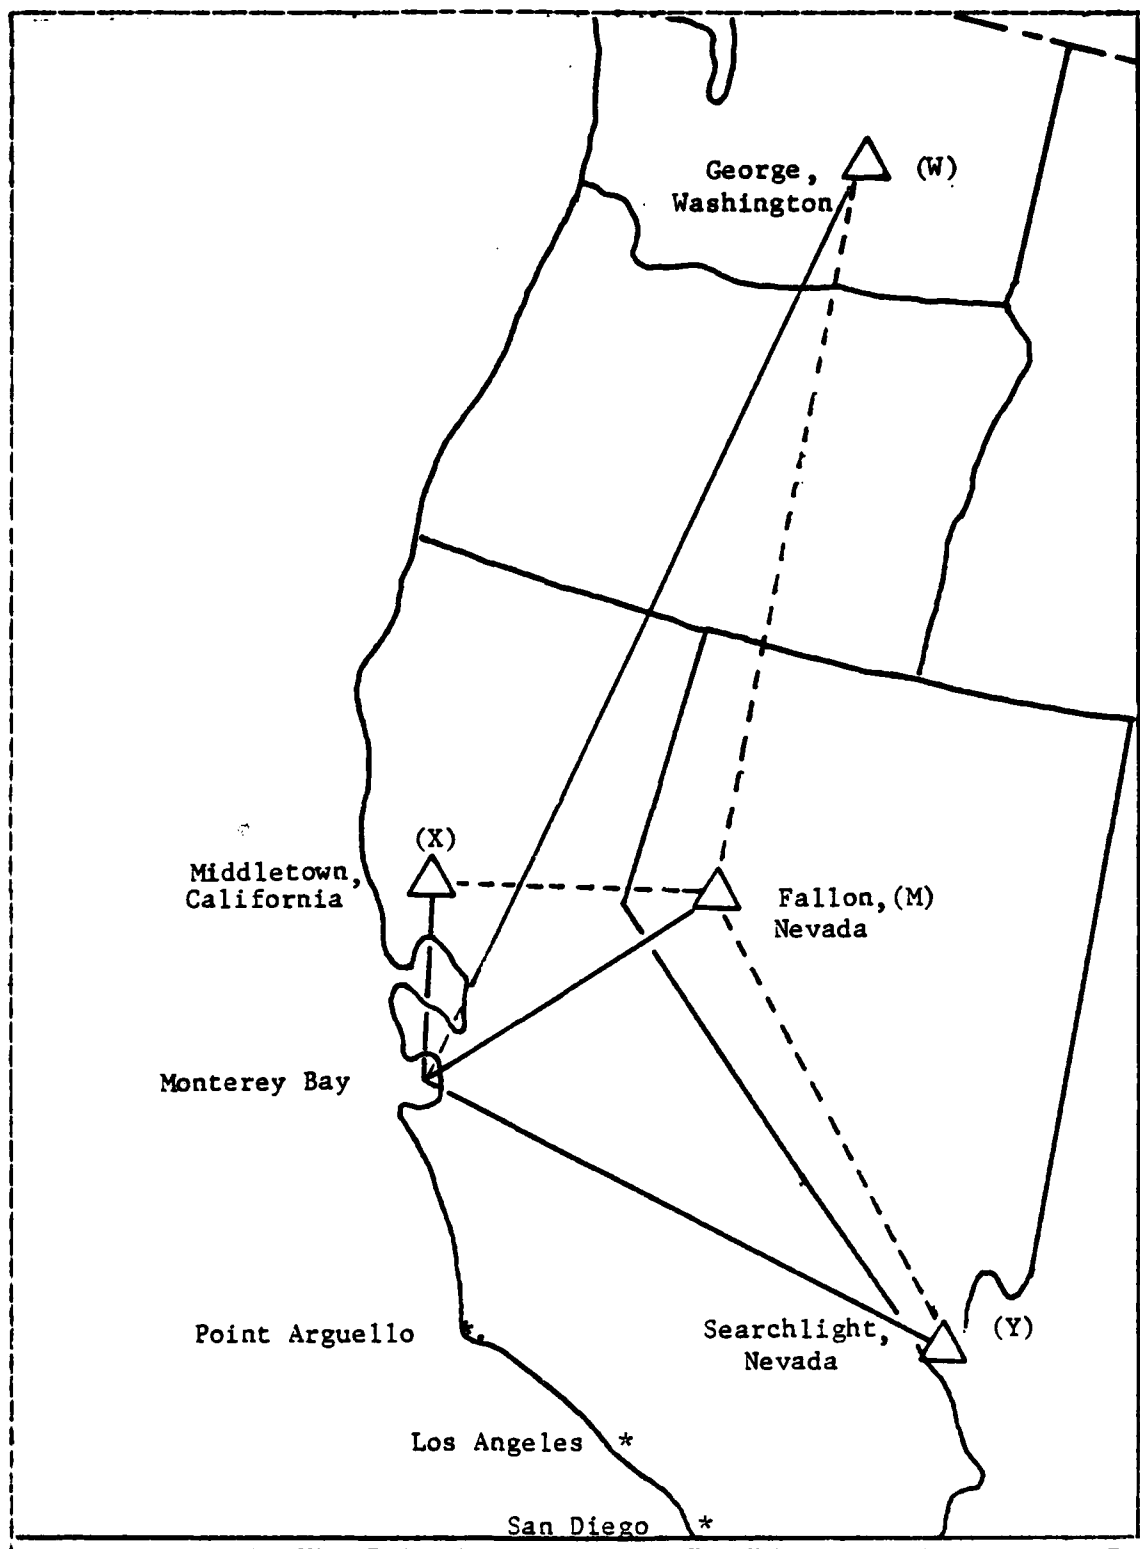 George,
Washington
(W)
(X)
Middletown,
California
Fallon, (M)
Nevada
Monterey Bay
Point Arguello
Searchlight,
Nevada
(Y)
Los Angeles *
San Diego *